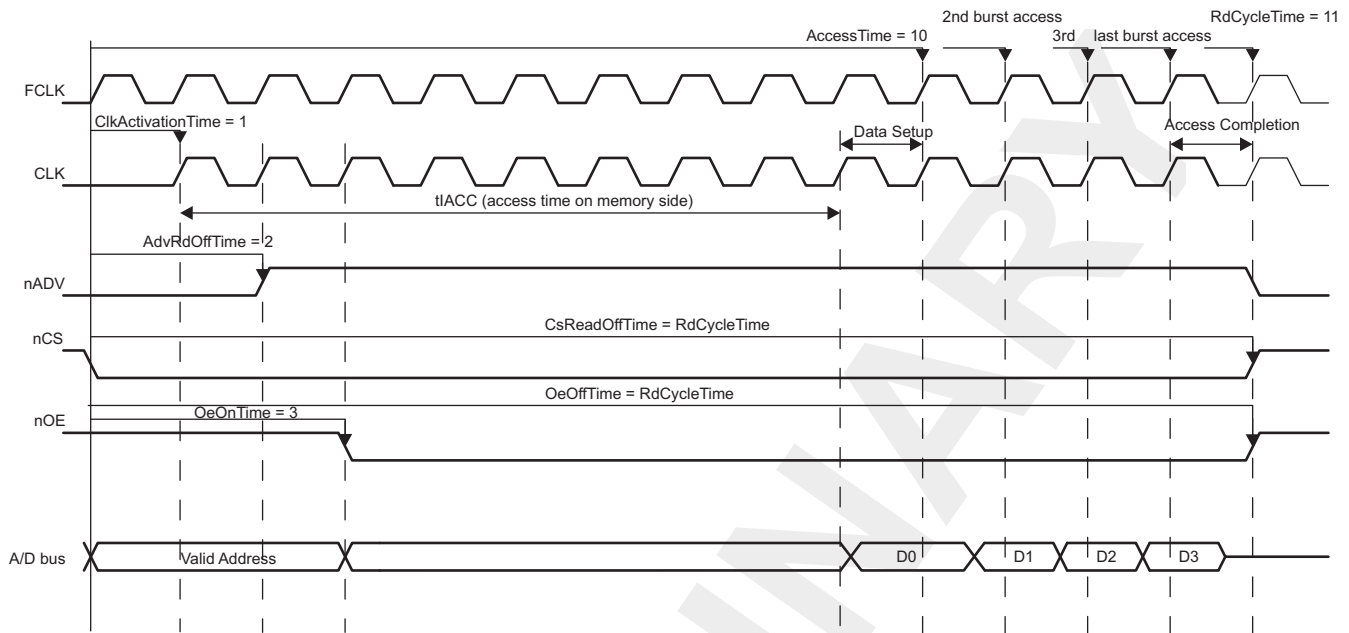 2nd burst access
RdCycleTime = 11
AccessTime = 10
3rd
last burst access
FCLK
ClkActivationTime = 1
Data Setup
Access Completion
CLK
tIACC (access time on memory side)
AdvRdOffTime = 2
nADV
CsReadOffTime = RdCycleTime
nCS
OeOffTime = RdCycleTime
OeOnTime = 3
nOE
A/D bus
Valid Address
D0
D1
D2
D3
INARY